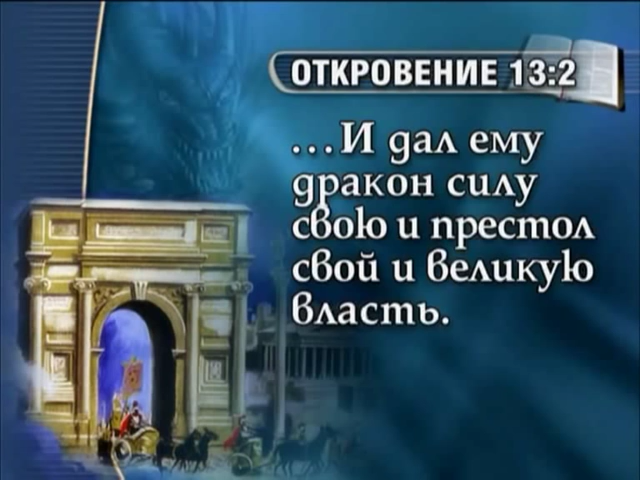 ОТКРОВЕНИЕ 13:2
...И дал ему
дракон силу
свою и престол
свой и великую
власть.